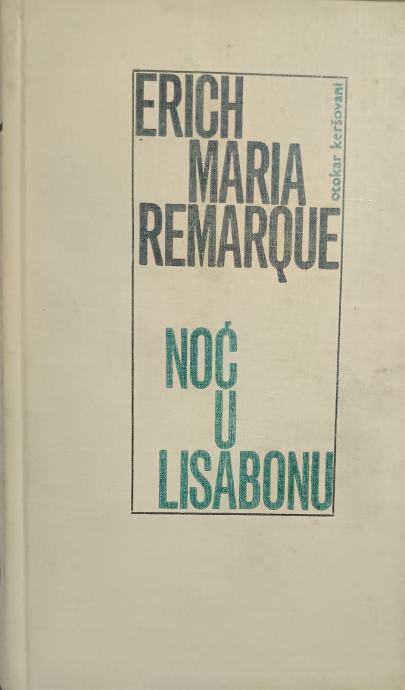 ERICH
MARIA
REMARQUE
otokar keršovani
NOĆ
U
LISABONU